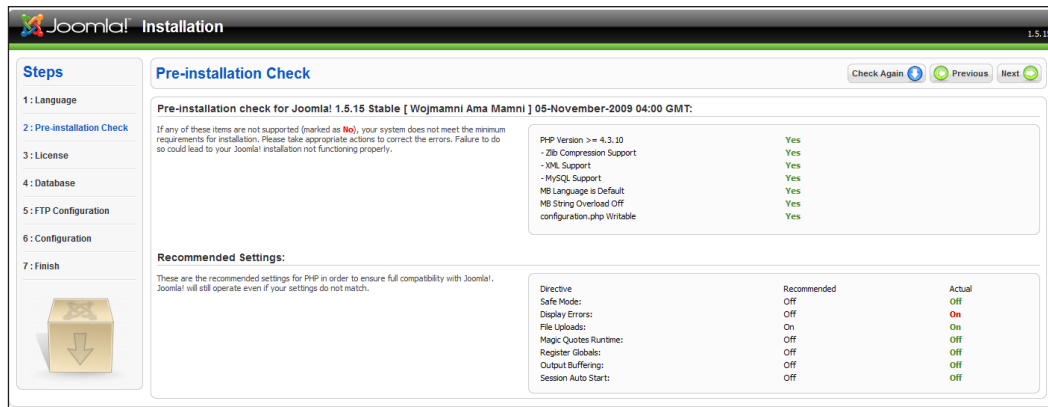 Joomla! Installation
1.5.15
Steps
1 : Language
2 : Pre-installation Check
3 : License
4 : Database
5 : FTP Configuration
6 : Configuration
7 : Finish
Pre-installation Check
Check Again Previous Next
Pre-installation check for Joomla! 1.5.15 Stable [ Wojmamni Ama Mamni ] 05-November-2009 04:00 GMT:
If any of these items are not supported (marked as No), your system does not meet the minimum
requirements for installation. Please take appropriate actions to correct the errors. Failure to do
so could lead to your Joomla! installation not functioning properly.
PHP Version >= 4.3.10 Yes
- Zlib Compression Support Yes
- XML Support Yes
- MySQL Support Yes
MB Language is Default Yes
MB String Overload Off Yes
configuration.php Writable Yes
Recommended Settings:
These are the recommended settings for PHP in order to ensure full compatibility with Joomla!.
Joomla! will still operate even if your settings do not match.
Directive Recommended Actual
Safe Mode: Off Off
Display Errors: Off On
File Uploads: On On
Magic Quotes Runtime: Off Off
Register Globals: Off Off
Output Buffering: Off Off
Session Auto Start: Off Off